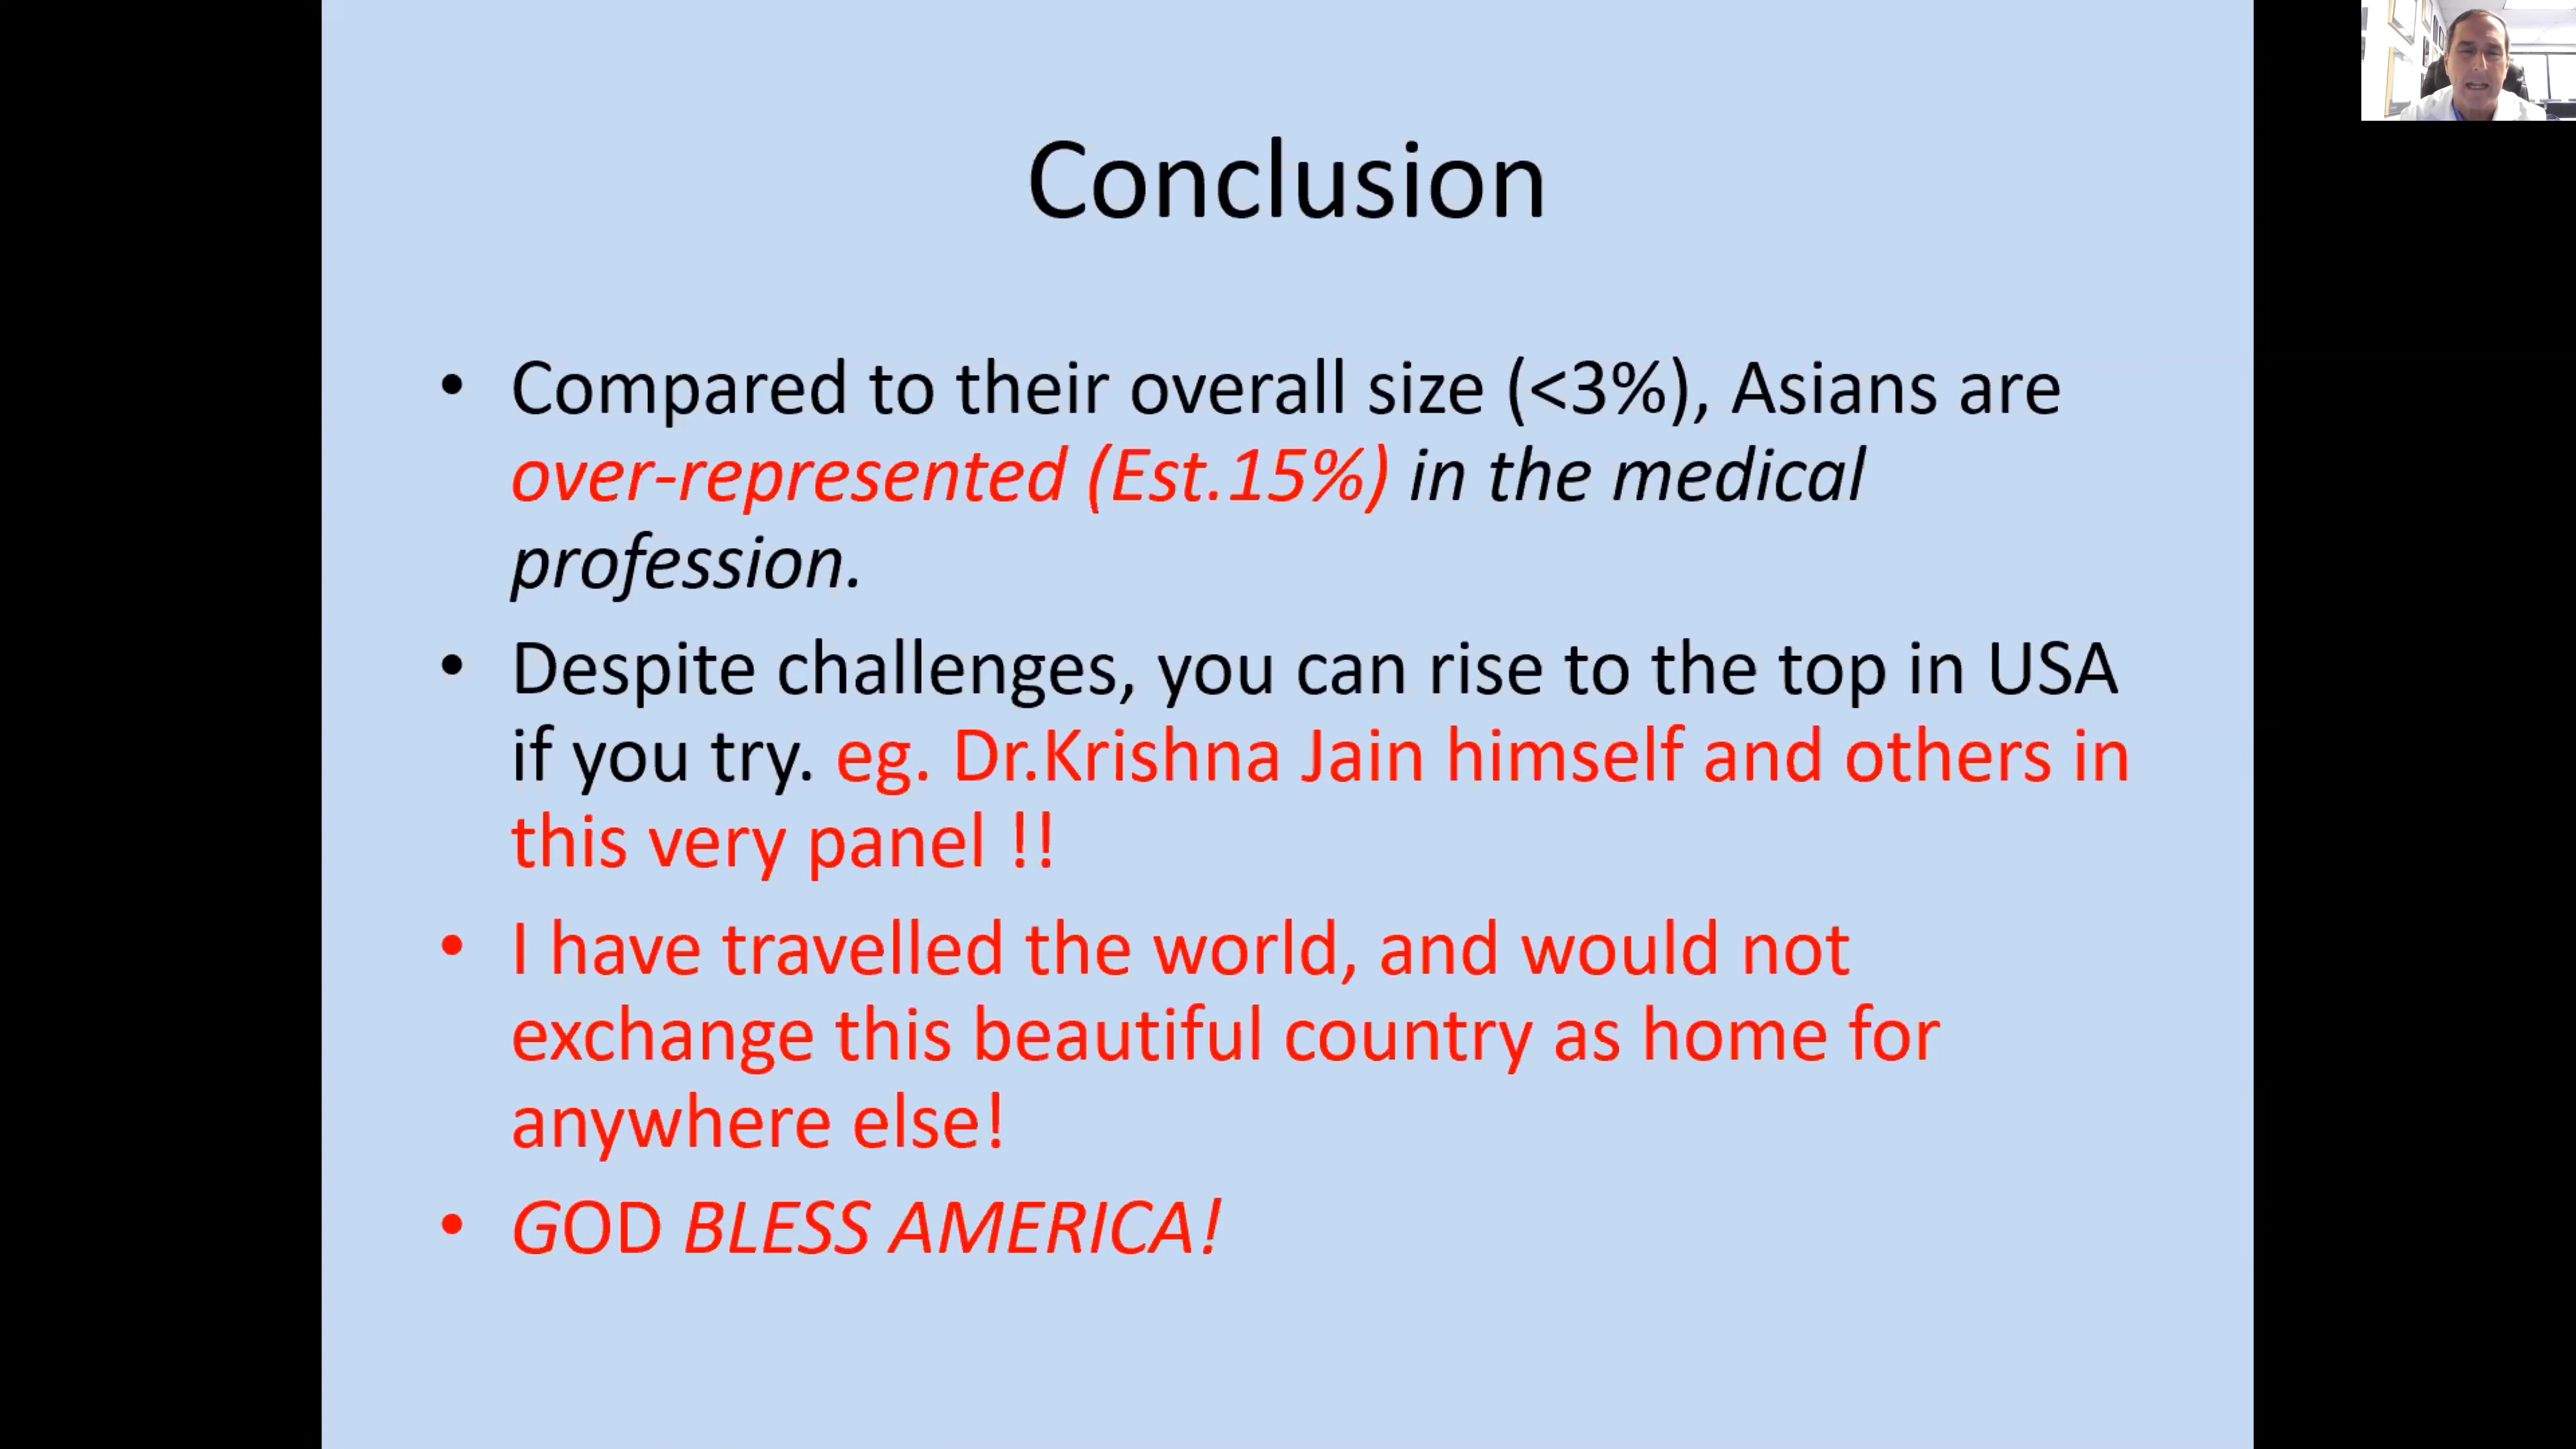 Conclusion
• Compared to their overall size (<3%), Asians are
over-represented (Est.15%) in the medical
profession.
• Despite challenges, you can rise to the top in USA
if you try. eg. Dr.Krishna Jain himself and others in
this very panel !!
• I have travelled the world, and would not
exchange this beautiful country as home for
anywhere else!
• GOD BLESS AMERICA!